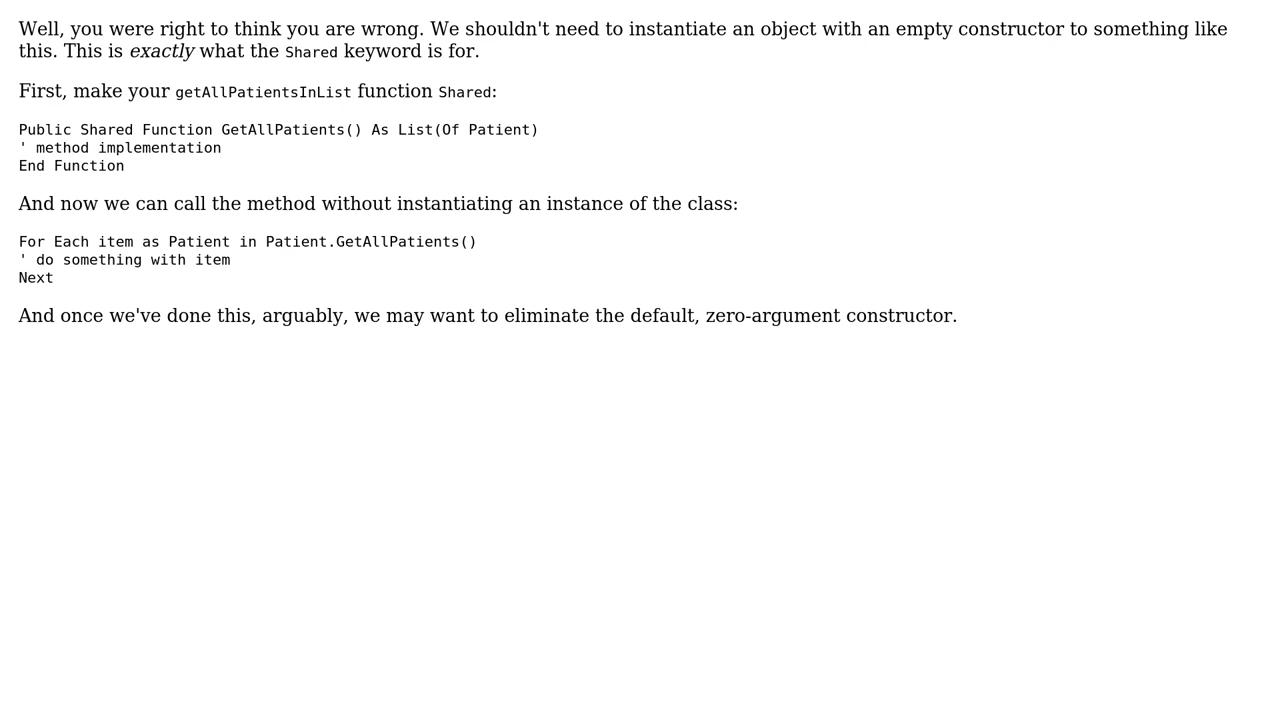 Well, you were right to think you are wrong. We shouldn't need to instantiate an object with an empty constructor to something like
this. This is exactly what the Shared keyword is for.
First, make your getAllPatientsInList function Shared:
Public Shared Function GetAllPatients() As List(Of Patient)
' method implementation
End Function
And now we can call the method without instantiating an instance of the class:
For Each item as Patient in Patient.GetAllPatients()
' do something with item
Next
And once we've done this, arguably, we may want to eliminate the default, zero-argument constructor.